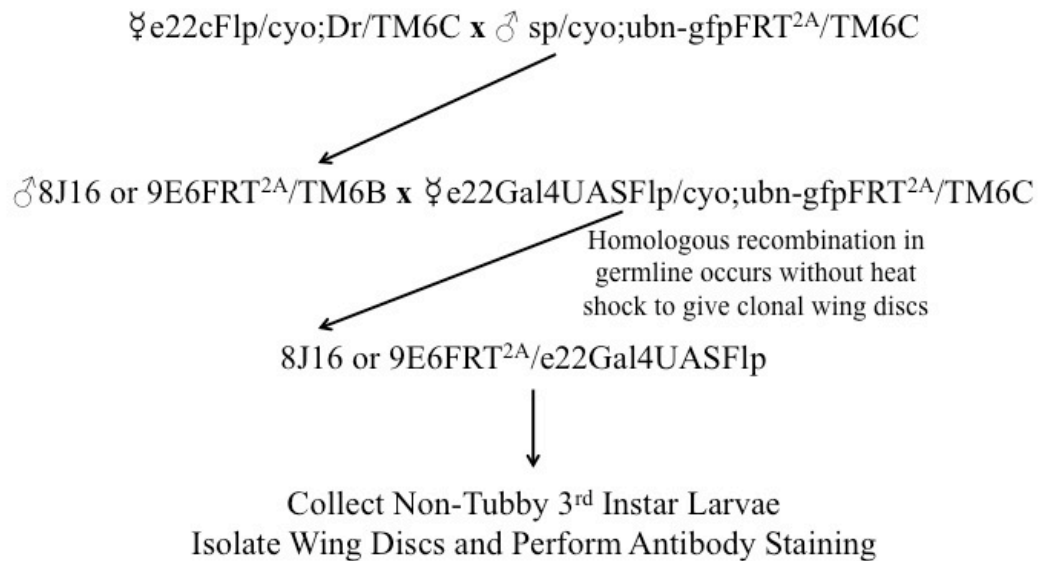 ☿e22cFlp/cyo;Dr/TM6C x ♂ sp/cyo;ubn-gfpFRT²ᴬ/TM6C
♂8J16 or 9E6FRT²ᴬ/TM6B x ☿e22Gal4UASFlp/cyo;ubn-gfpFRT²ᴬ/TM6C
Homologous recombination in
germline occurs without heat
shock to give clonal wing discs
8J16 or 9E6FRT²ᴬ/e22Gal4UASFlp
Collect Non-Tubby 3ʳᵈ Instar Larvae
Isolate Wing Discs and Perform Antibody Staining